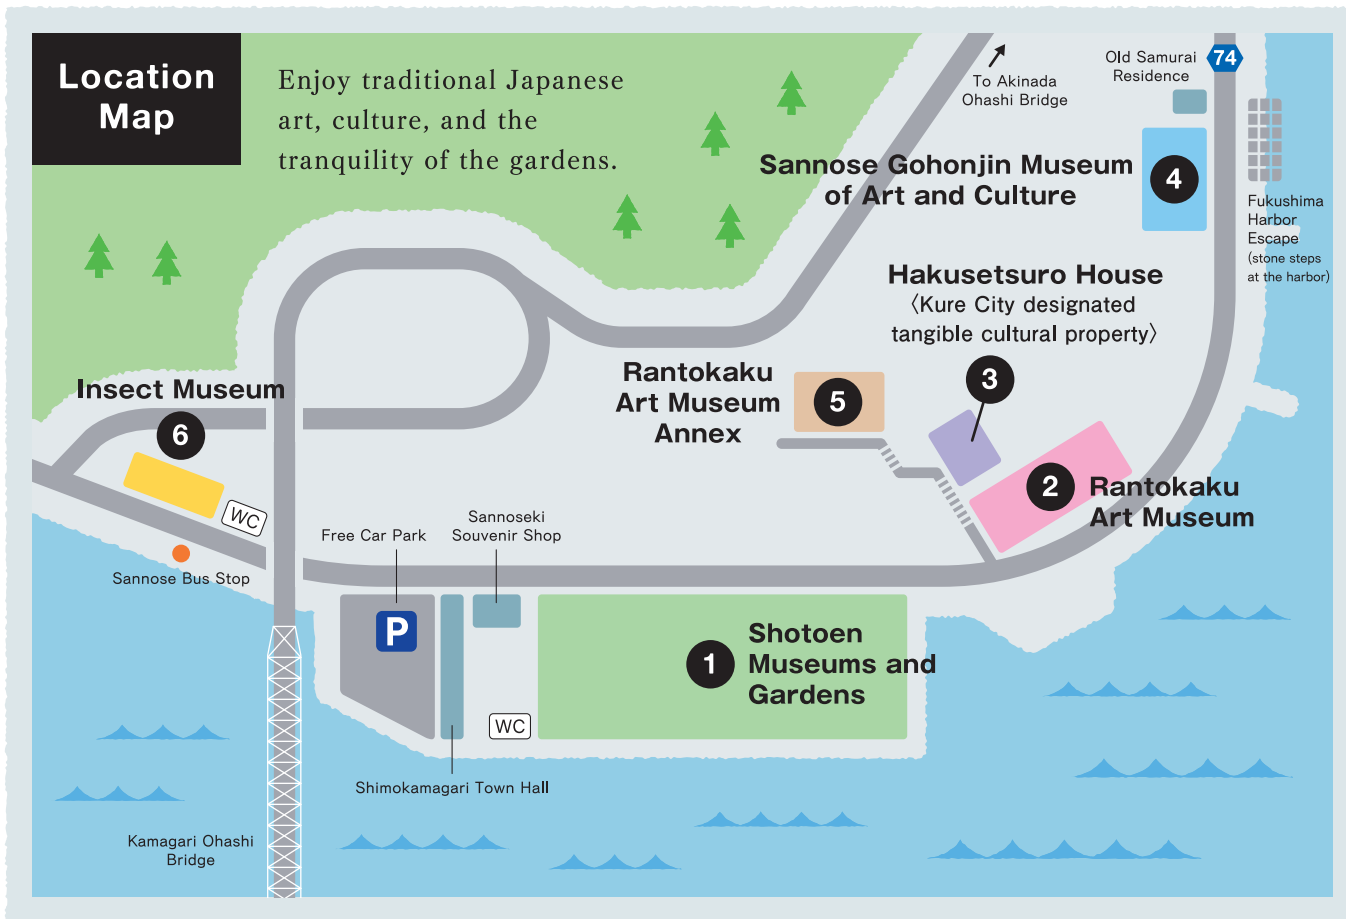 Location
Map
Enjoy traditional Japanese
art, culture, and the
tranquility of the gardens.
To Akinada
Ohashi Bridge
Old Samurai
Residence
74
Sannose Gohonjin Museum
of Art and Culture
4
Fukushima
Harbor
Escape
(stone steps
at the harbor)
Hakusetsuro House
〈Kure City designated
tangible cultural property〉
3
Rantokaku
Art Museum
Annex
5
Insect Museum
6
2
Rantokaku
Art Museum
WC
Sannose Bus Stop
Free Car Park
Sannoseki
Souvenir Shop
P
1
Shotoen
Museums and
Gardens
WC
Shimokamagari Town Hall
Kamagari Ohashi
Bridge